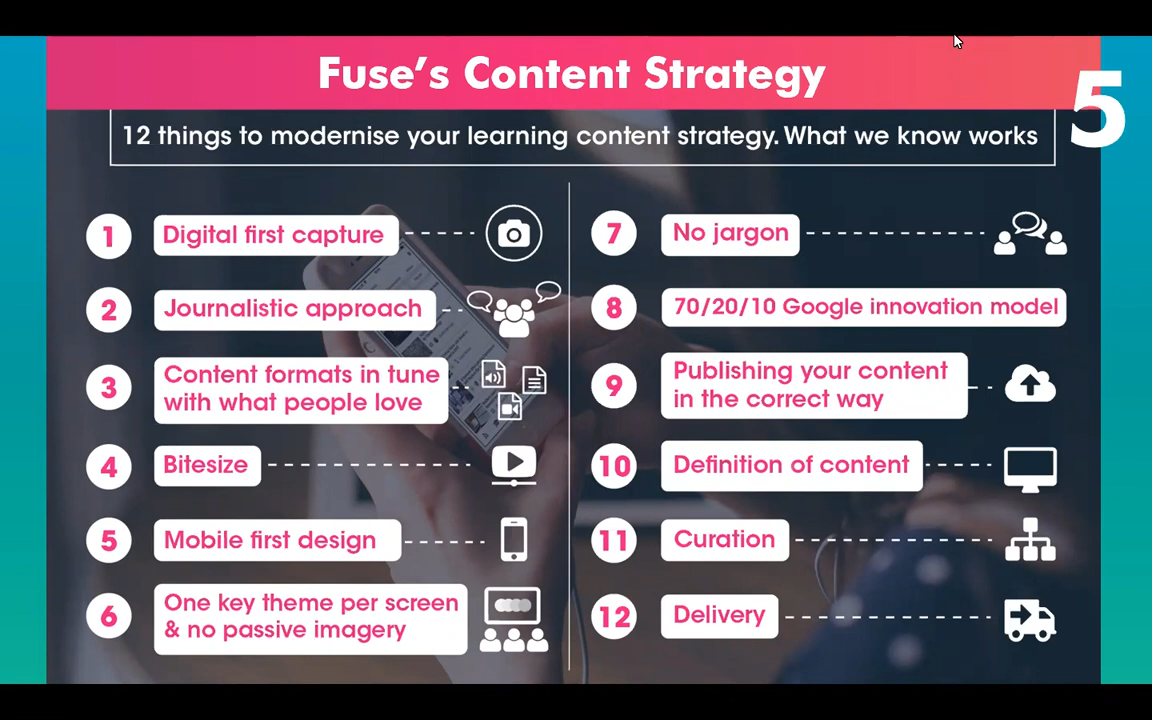 Fuse's Content Strategy
5
12 things to modernise your learning content strategy. What we know works
1 Digital first capture
2 Journalistic approach
3 Content formats in tune
with what people love
4 Bitesize
5 Mobile first design
6 One key theme per screen
& no passive imagery
7 No jargon
8 70/20/10 Google innovation model
9 Publishing your content
in the correct way
10 Definition of content
11 Curation
12 Delivery